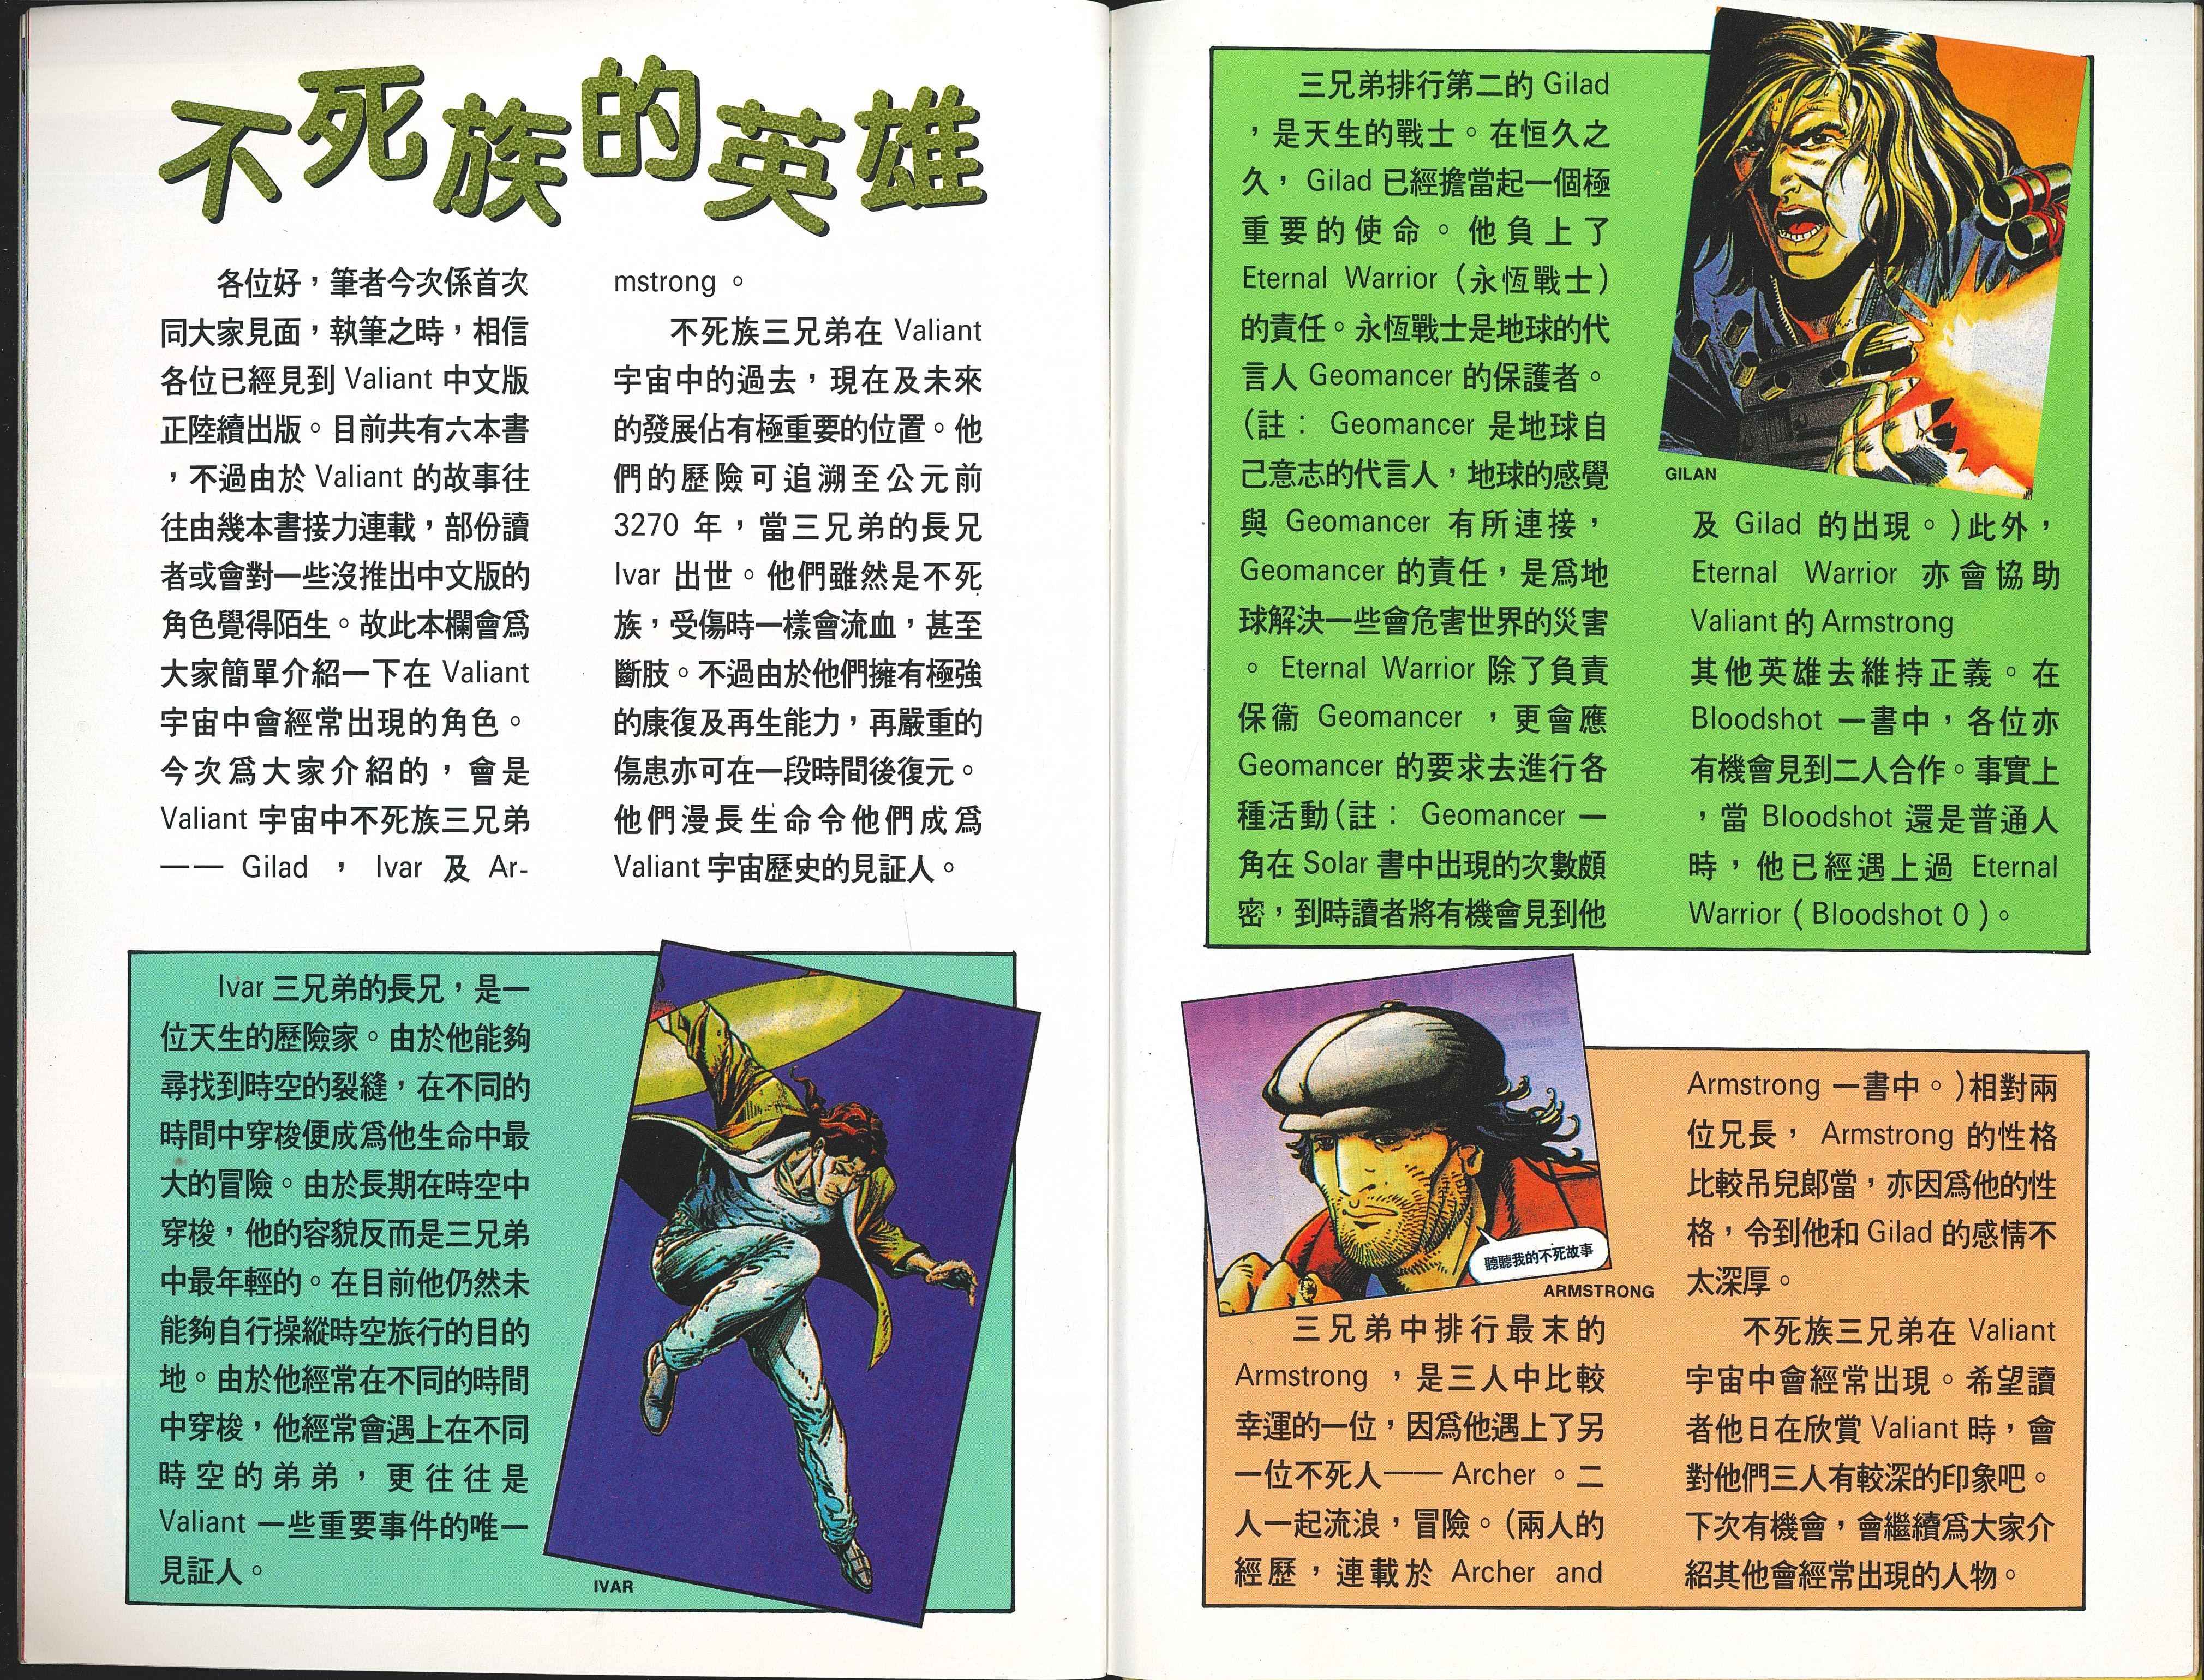 不死族的英雄
各位好，筆者今次係首次
同大家見面，執筆之時，相信
各位已經見到 Valiant 中文版
正陸續出版。目前共有六本書
，不過由於 Valiant 的故事往
往由幾本書接力連載，部份讀
者或會對一些沒推出中文版的
角色覺得陌生。故此本欄會爲
大家簡單介紹一下在 Valiant
宇宙中會經常出現的角色。
今次爲大家介紹的，會是
Valiant 宇宙中不死族三兄弟
—— Gilad ， Ivar 及 Ar-
mstrong 。
不死族三兄弟在 Valiant
宇宙中的過去，現在及未來
的發展佔有極重要的位置。他
們的歷險可追溯至公元前
3270 年，當三兄弟的長兄
Ivar 出世。他們雖然是不死
族，受傷時一樣會流血，甚至
斷肢。不過由於他們擁有極強
的康復及再生能力，再嚴重的
傷患亦可在一段時間後復元。
他們漫長生命令他們成爲
Valiant 宇宙歷史的見証人。
Ivar 三兄弟的長兄，是一
位天生的歷險家。由於他能夠
尋找到時空的裂縫，在不同的
時間中穿梭便成爲他生命中最
大的冒險。由於長期在時空中
穿梭，他的容貌反而是三兄弟
中最年輕的。在目前他仍然未
能夠自行操縱時空旅行的目的
地。由於他經常在不同的時間
中穿梭，他經常會遇上在不同
時空的弟弟，更往往是
Valiant 一些重要事件的唯一
見証人。
IVAR
三兄弟排行第二的 Gilad
，是天生的戰士。在恒久之
久， Gilad 已經擔當起一個極
重要的使命。他負上了
Eternal Warrior（永恆戰士）
的責任。永恆戰士是地球的代
言人 Geomancer 的保護者。
（註： Geomancer 是地球自
己意志的代言人，地球的感覺
與 Geomancer 有所連接，
Geomancer 的責任，是爲地
球解決一些會危害世界的災害
。 Eternal Warrior 除了負責
保衞 Geomancer ，更會應
Geomancer 的要求去進行各
種活動（註： Geomancer 一
角在 Solar 書中出現的次數頗
密，到時讀者將有機會見到他
GILAN
及 Gilad 的出現。）此外，
Eternal Warrior 亦會協助
Valiant 的 Armstrong
其他英雄去維持正義。在
Bloodshot 一書中，各位亦
有機會見到二人合作。事實上
，當 Bloodshot 還是普通人
時，他已經遇上過 Eternal
Warrior ( Bloodshot 0 )。
聽聽我的不死故事
ARMSTRONG
三兄弟中排行最末的
Armstrong ，是三人中比較
幸運的一位，因爲他遇上了另
一位不死人—— Archer 。二
人一起流浪，冒險。（兩人的
經歷，連載於 Archer and
Armstrong 一書中。）相對兩
位兄長， Armstrong 的性格
比較吊兒郎當，亦因爲他的性
格，令到他和 Gilad 的感情不
太深厚。
不死族三兄弟在 Valiant
宇宙中會經常出現。希望讀
者他日在欣賞 Valiant 時，會
對他們三人有較深的印象吧。
下次有機會，會繼續爲大家介
紹其他會經常出現的人物。